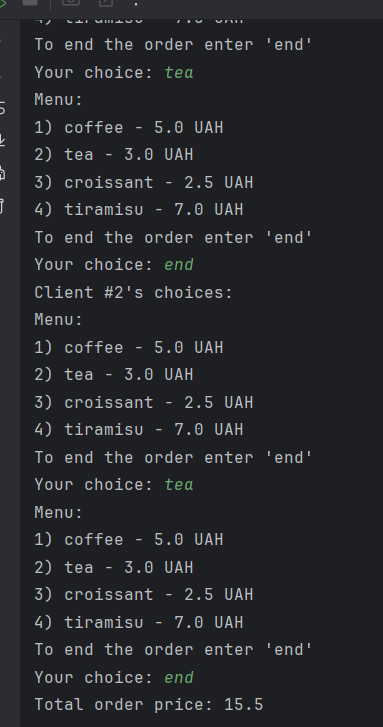 4) tiramisu - 7.0 UAH
To end the order enter 'end'
Your choice: tea
Menu:
1) coffee - 5.0 UAH
2) tea - 3.0 UAH
3) croissant - 2.5 UAH
4) tiramisu - 7.0 UAH
To end the order enter 'end'
Your choice: end
Client #2's choices:
Menu:
1) coffee - 5.0 UAH
2) tea - 3.0 UAH
3) croissant - 2.5 UAH
4) tiramisu - 7.0 UAH
To end the order enter 'end'
Your choice: tea
Menu:
1) coffee - 5.0 UAH
2) tea - 3.0 UAH
3) croissant - 2.5 UAH
4) tiramisu - 7.0 UAH
To end the order enter 'end'
Your choice: end
Total order price: 15.5